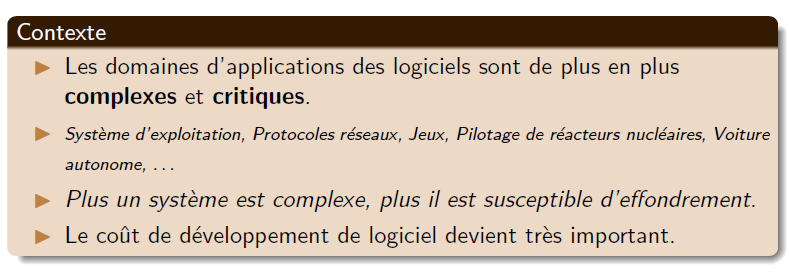 Contexte
Les domaines d'applications des logiciels sont de plus en plus
complexes et critiques.
Système d'exploitation, Protocoles réseaux, Jeux, Pilotage de réacteurs nucléaires, Voiture
autonome, ...
Plus un système est complexe, plus il est susceptible d'effondrement.
Le coût de développement de logiciel devient très important.